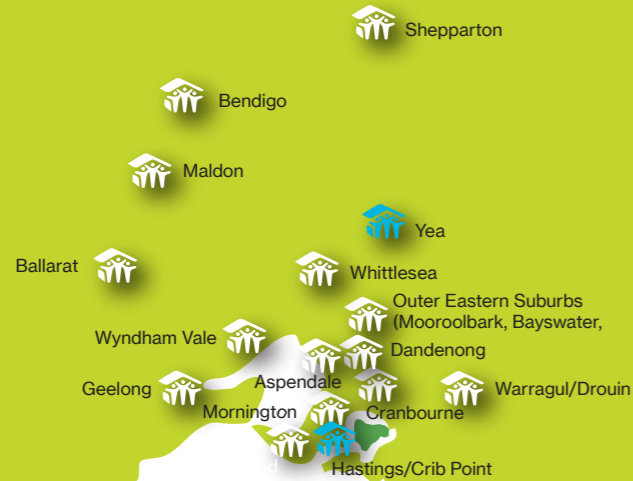 Shepparton
Bendigo
Maldon
Yea
Ballarat
Whittlesea
Outer Eastern Suburbs
(Mooroolbark, Bayswater,
Wyndham Vale
Dandenong
Aspendale
Geelong
Warragul/Drouin
Mornington
Cranbourne
Hastings/Crib Point